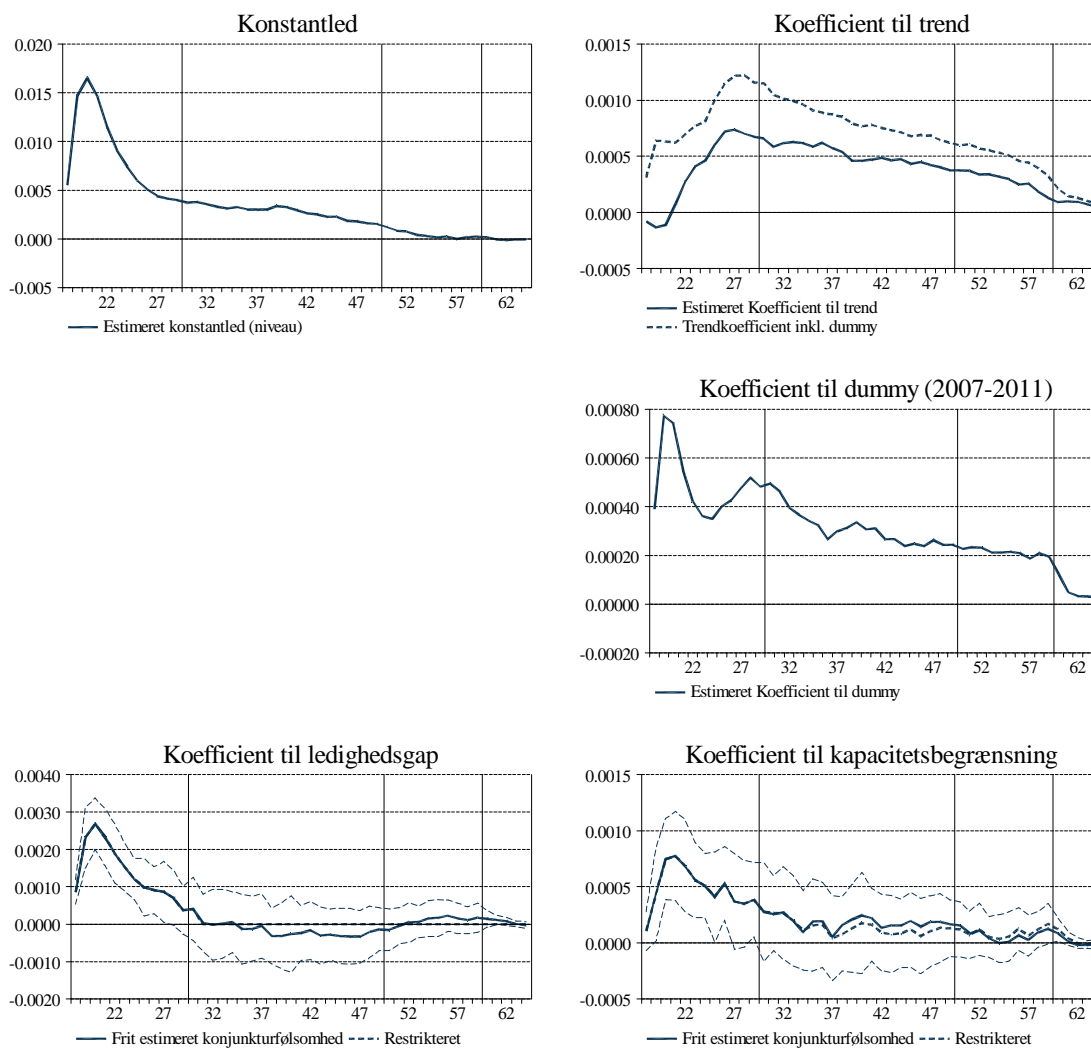 Konstantled
0.020
0.015
0.010
0.005
0.000
-0.005
22 27 32 37 42 47 52 57 62
Estimeret konstantled (niveau)
Koefficient til trend
0.0015
0.0010
0.0005
0.0000
-0.0005
22 27 32 37 42 47 52 57 62
Estimeret Koefficient til trend
Trendkoefficient inkl. dummy
Koefficient til dummy (2007-2011)
0.00080
0.00060
0.00040
0.00020
0.00000
-0.00020
22 27 32 37 42 47 52 57 62
Estimeret Koefficient til dummy
Koefficient til ledighedsgap
0.0040
0.0030
0.0020
0.0010
0.0000
-0.0010
-0.0020
22 27 32 37 42 47 52 57 62
Frit estimeret konjunkturfølsomhed Restrikteret
Koefficient til kapacitetsbegrænsning
0.0015
0.0010
0.0005
0.0000
-0.0005
22 27 32 37 42 47 52 57 62
Frit estimeret konjunkturfølsomhed Restrikteret